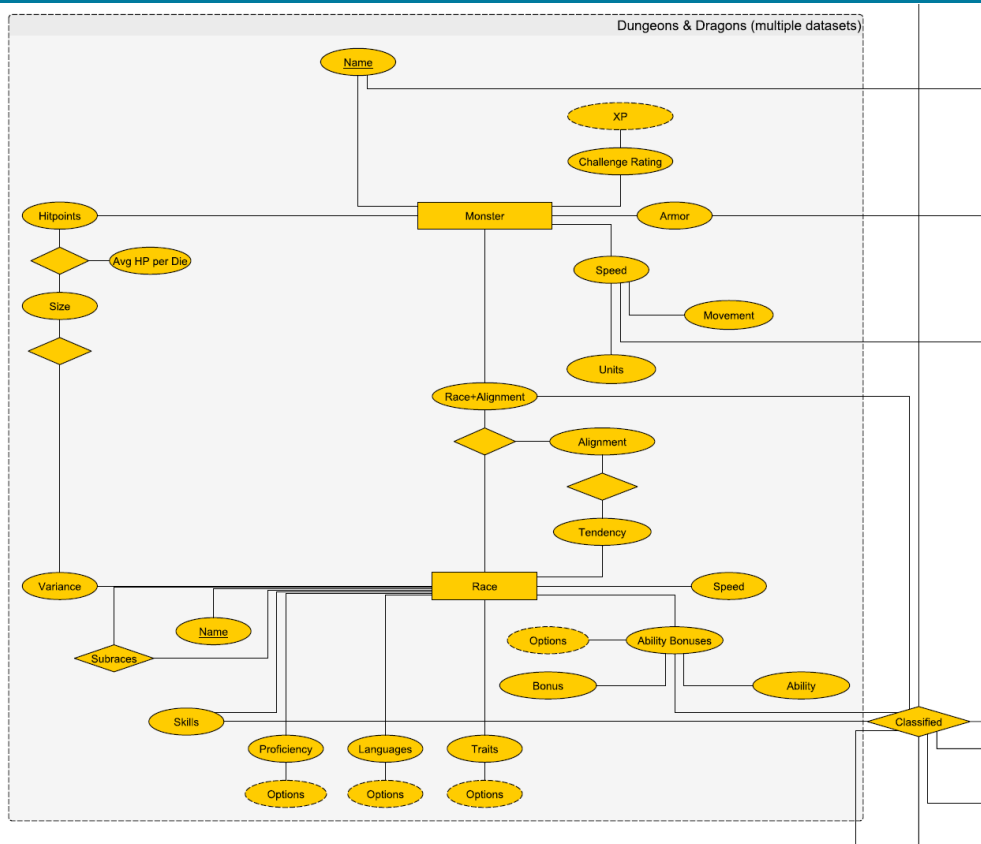 Dungeons & Dragons (multiple datasets)
Name
XP
Challenge Rating
Hitpoints
Monster
Armor
Avg HP per Die
Speed
Size
Movement
Units
Race+Alignment
Alignment
Tendency
Variance
Race
Speed
Name
Options
Ability Bonuses
Subraces
Bonus
Ability
Skills
Classified
Proficiency
Languages
Traits
Options
Options
Options